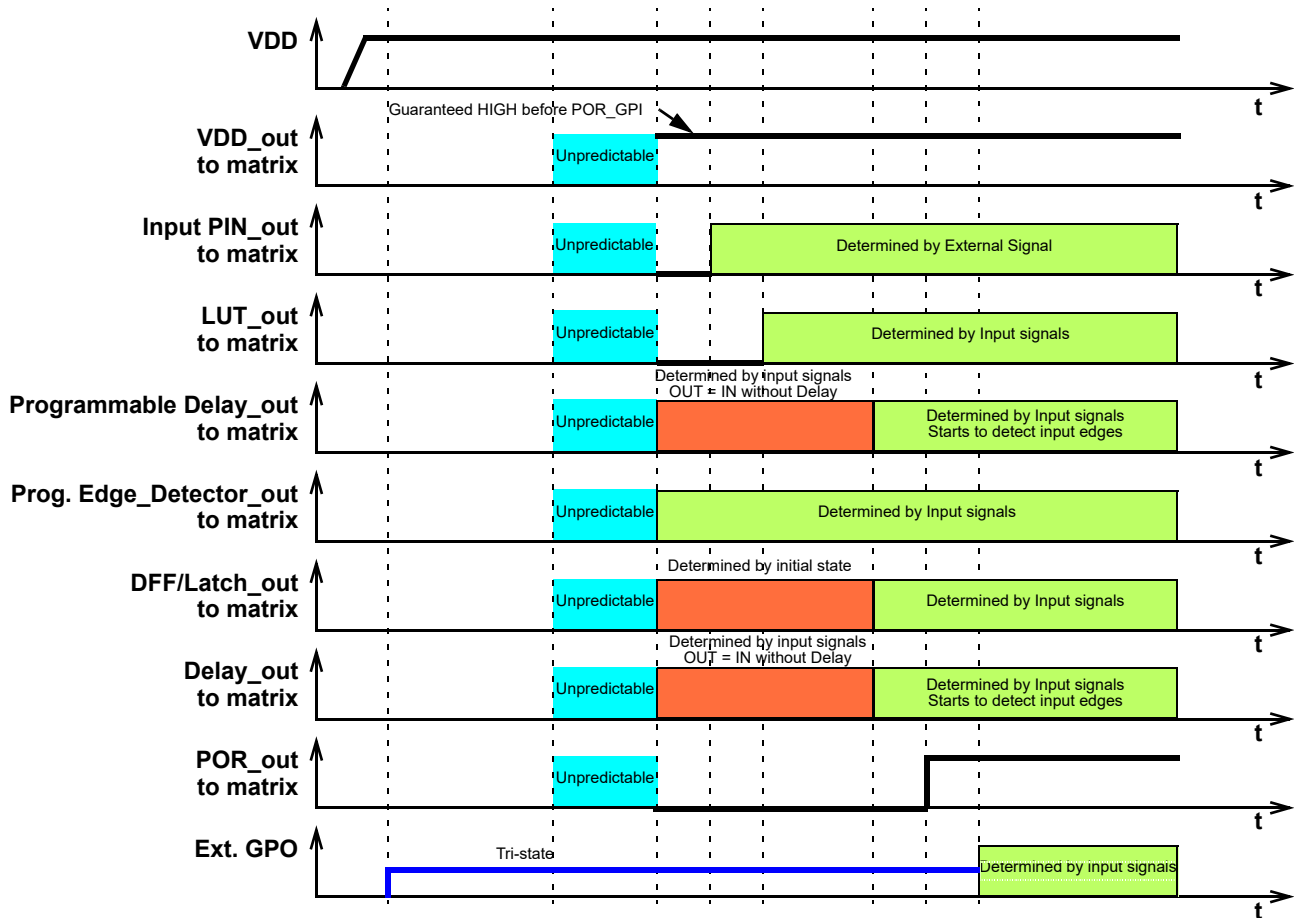 VDD
t
Guaranteed HIGH before POR_GPI
VDD_out
to matrix
Unpredictable
t
Input PIN_out
to matrix
Unpredictable
Determined by External Signal
t
LUT_out
to matrix
Unpredictable
Determined by Input signals
t
Determined by input signals
OUT = IN without Delay
Programmable Delay_out
to matrix
Unpredictable
Determined by Input signals
Starts to detect input edges
t
Prog. Edge_Detector_out
to matrix
Unpredictable
Determined by Input signals
t
Determined by initial state
DFF/Latch_out
to matrix
Unpredictable
Determined by Input signals
t
Determined by input signals
OUT = IN without Delay
Delay_out
to matrix
Unpredictable
Determined by Input signals
Starts to detect input edges
t
POR_out
to matrix
Unpredictable
t
Ext. GPO
Tri-state
Determined by input signals
t